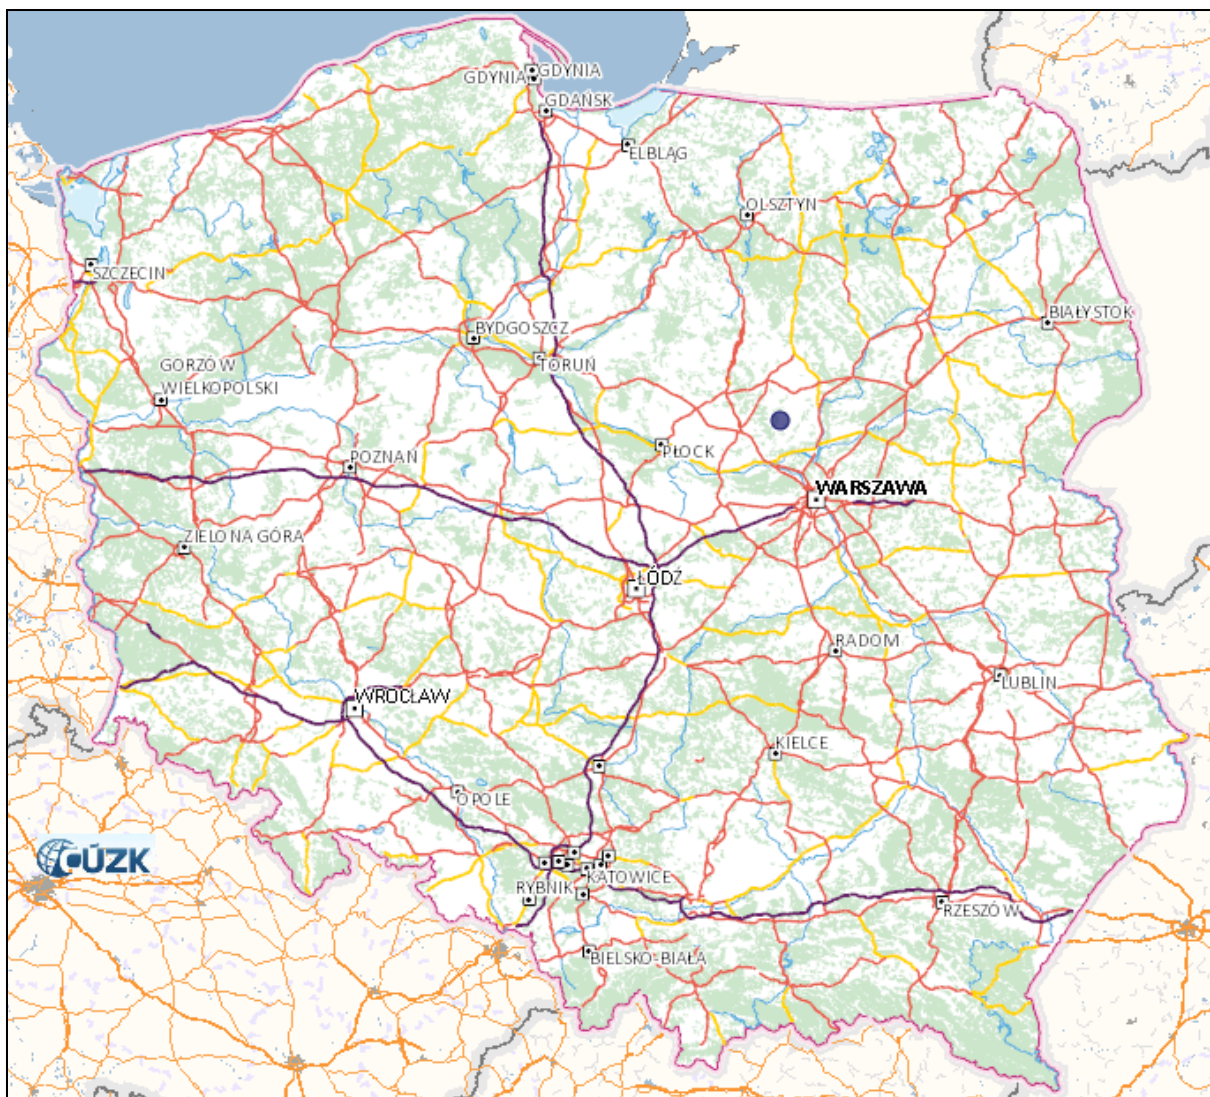 GDYNIA
GDYNIA
GDAŃSK
ELBLĄG
OLSZTYN
SZCZECIN
BIAŁYSTOK
BYDGOSZCZ
TORUŃ
GORZÓW
WIELKOPOLSKI
PŁOCK
POZNAŃ
WARSZAWA
ZIELONA GÓRA
ŁÓDŹ
RADOM
LUBLIN
WROCŁAW
KIELCE
OPOLE
ČÚZK
KATOWICE
RYBNIK
RZESZÓW
BIELSKO-BIAŁA